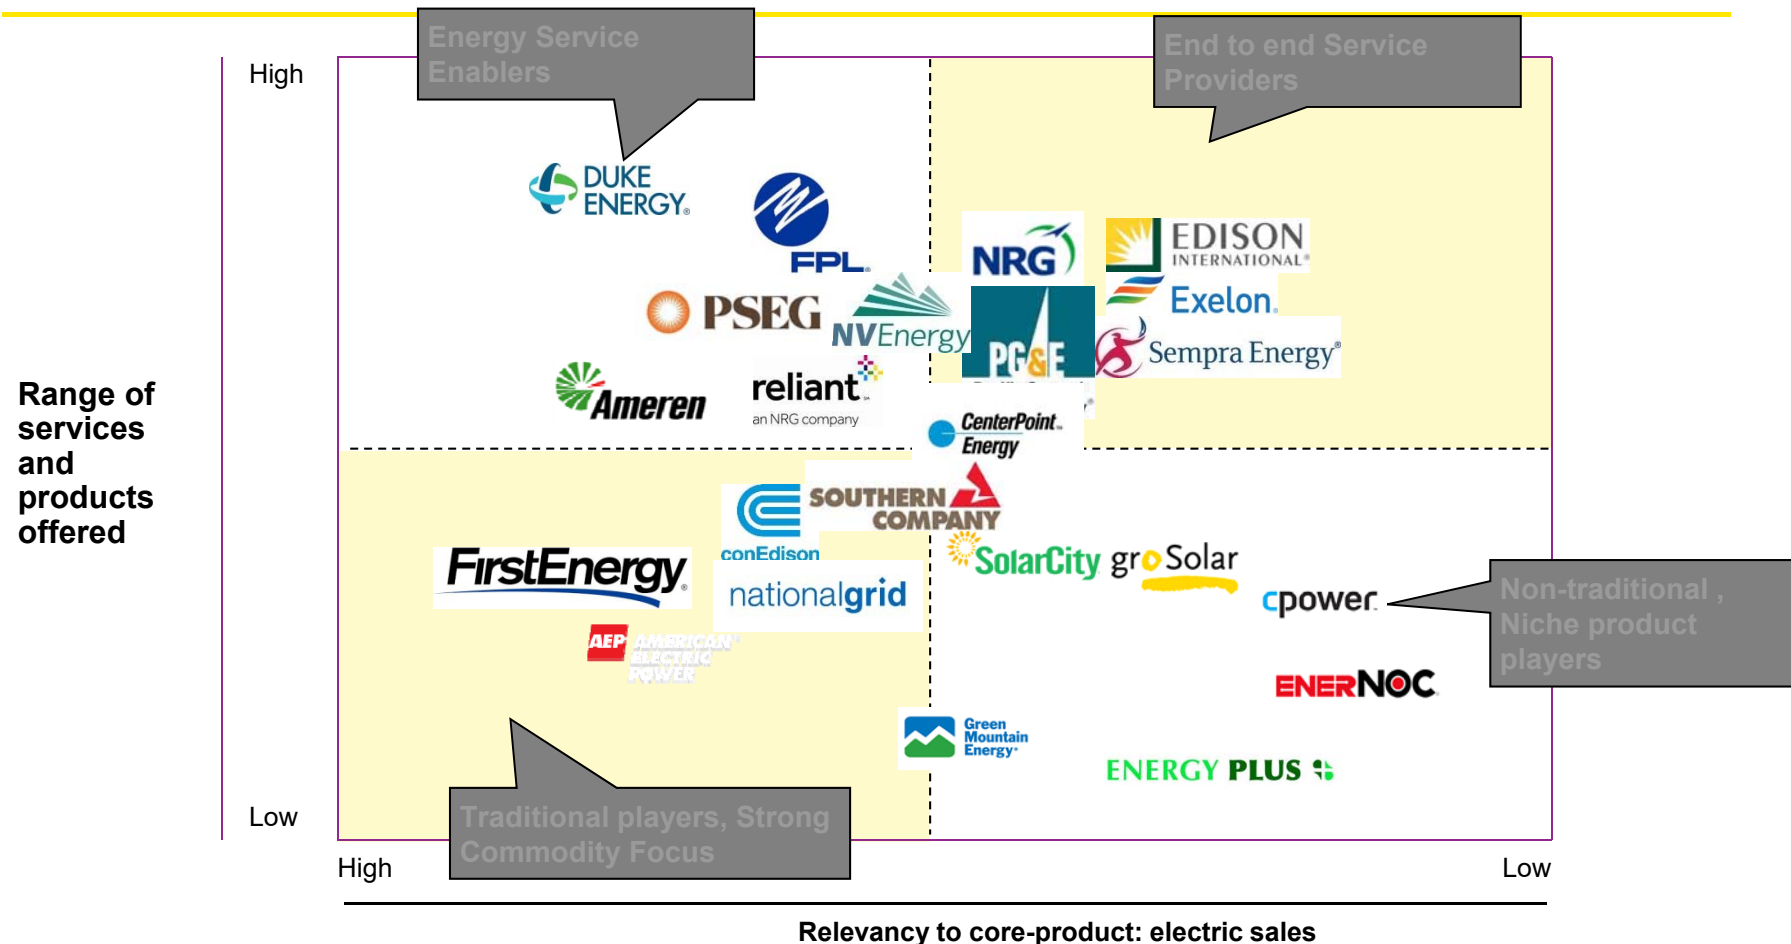 Energy Service
Enablers
End to end Service
Providers
High
DUKE
ENERGY®
FPL®
NRG
EDISON
INTERNATIONAL®
Exelon
PSEG
NVEnergy
PG&E
Sempra Energy®
Ameren
reliant
an NRG company
Range of
services
and
products
offered
CenterPoint
Energy
SOUTHERN
COMPANY
conEdison
FirstEnergy®
nationalgrid
SolarCity
groSolar
cpower
Non-traditional ,
Niche product
players
AEP AMERICAN®
ELECTRIC
POWER
ENERNOC
Green
Mountain
Energy
ENERGY PLUS
Traditional players, Strong
Commodity Focus
Low
High
Low
Relevancy to core-product: electric sales